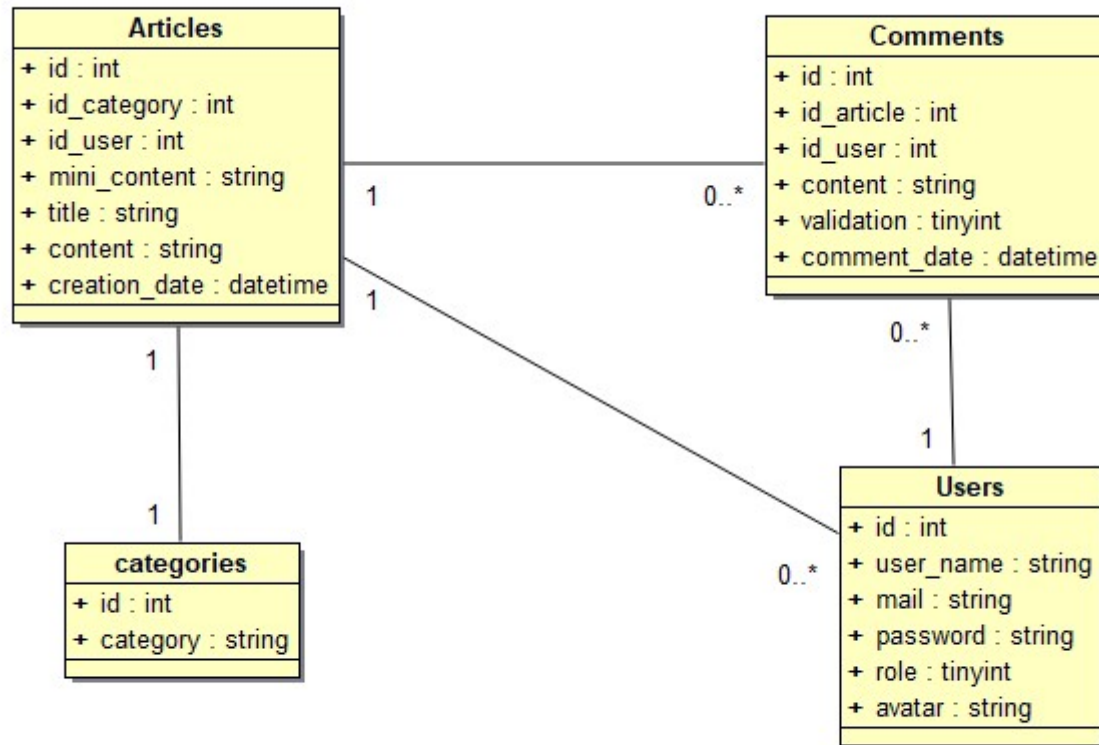 Articles
+ id : int
+ id_category : int
+ id_user : int
+ mini_content : string
+ title : string
+ content : string
+ creation_date : datetime
Comments
+ id : int
+ id_article : int
+ id_user : int
+ content : string
+ validation : tinyint
+ comment_date : datetime
1
0..*
1
1
0..*
1
1
0..*
categories
+ id : int
+ category : string
Users
+ id : int
+ user_name : string
+ mail : string
+ password : string
+ role : tinyint
+ avatar : string